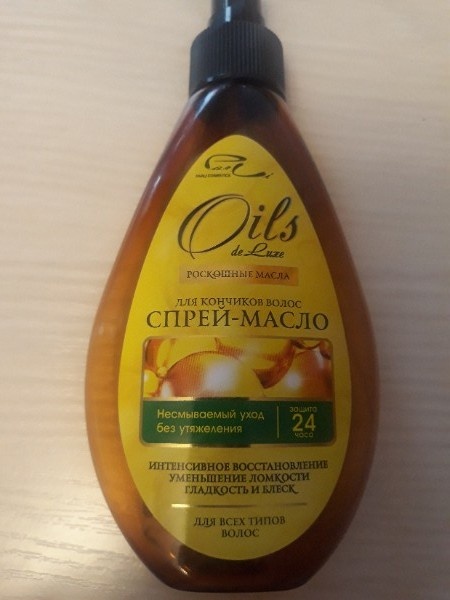 Oils
de Luxe
РОСКОШНЫЕ МАСЛА
ДЛЯ КОНЧИКОВ ВОЛОС
СПРЕЙ-МАСЛО
Несмываемый уход
без утяжеления
защита
24
часа
ИНТЕНСИВНОЕ ВОССТАНОВЛЕНИЕ
УМЕНЬШЕНИЕ ЛОМКОСТИ
ГЛАДКОСТЬ И БЛЕСК
ДЛЯ ВСЕХ ТИПОВ
ВОЛОС